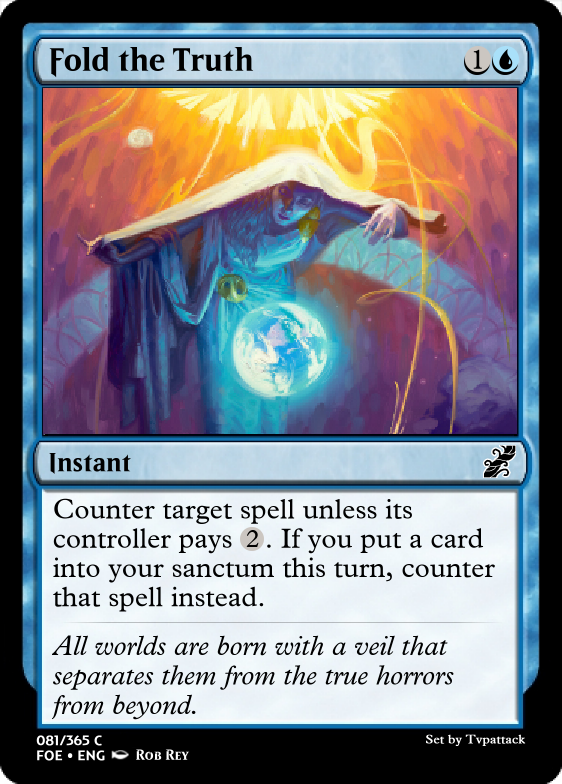 Fold the Truth 1
Instant
Counter target spell unless its
controller pays 2. If you put a card
into your sanctum this turn, counter
that spell instead.
All worlds are born with a veil that
separates them from the true horrors
from beyond.
081/365 C
FOE • ENG Rob Rey
Set by Tvpattack